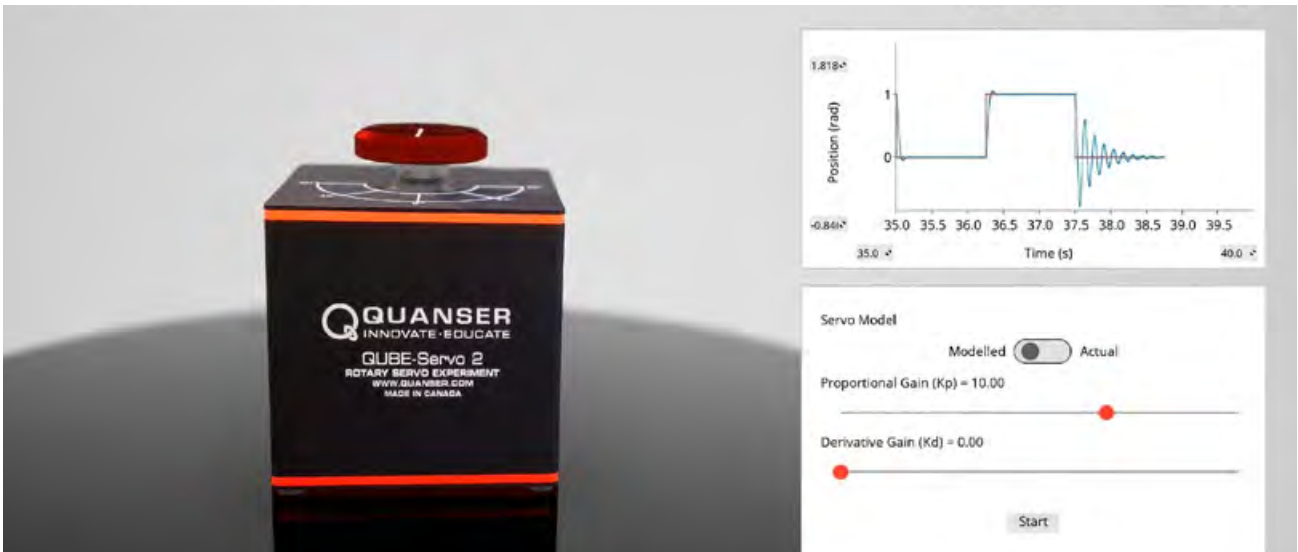 QUANSER
INNOVATE·EDUCATE
QUBE-Servo 2
ROTARY SERVO EXPERIMENT
WWW.QUANSER.COM
MADE IN CANADA
1.818
1
0
Position (rad)
35.0 35.5 36.0 36.5 37.0 37.5 38.0 38.5 39.0 39.5
35.0 Time (s) 40.0
Servo Model
Modelled Actual
Proportional Gain (Kp) = 10.00
Derivative Gain (Kd) = 0.00
Start